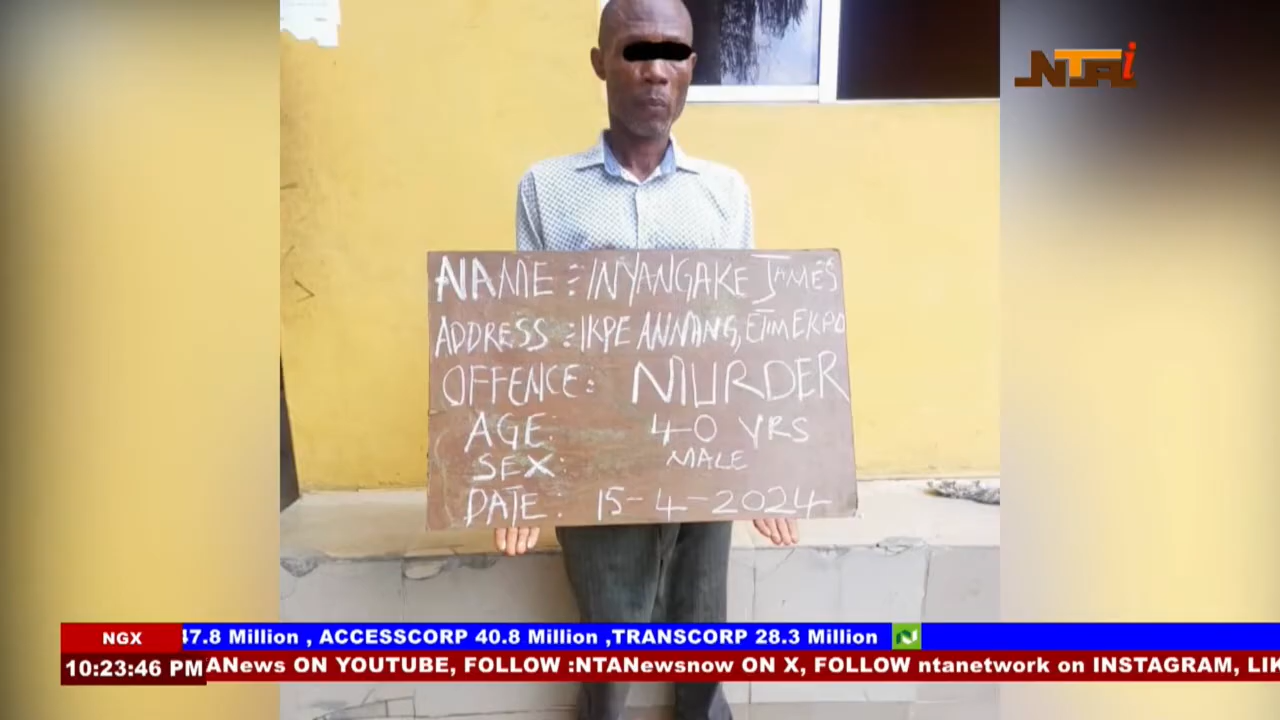 NTAi
NAME : INYANGAKE JAMES
ADDRESS : IKPE ANNANG, ETIM EKPO
OFFENCE: MURDER
AGE: 40 YRS
SEX: MALE
DATE: 15-4-2024
NGX 47.8 Million , ACCESSCORP 40.8 Million ,TRANSCORP 28.3 Million
10:23:46 PM ANews ON YOUTUBE, FOLLOW :NTANewsnow ON X, FOLLOW ntanetwork on INSTAGRAM, LIK